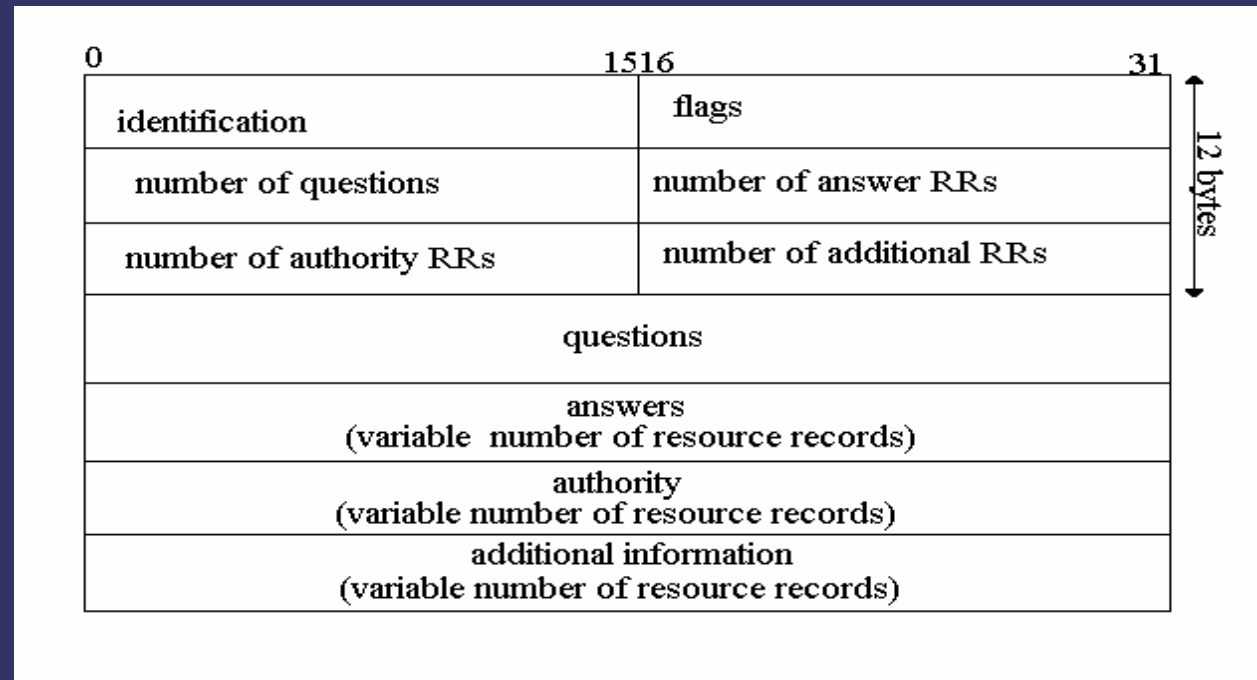 0 1516 31
identification
flags
12 bytes
number of questions
number of answer RRs
number of authority RRs
number of additional RRs
questions
answers
(variable number of resource records)
authority
(variable number of resource records)
additional information
(variable number of resource records)